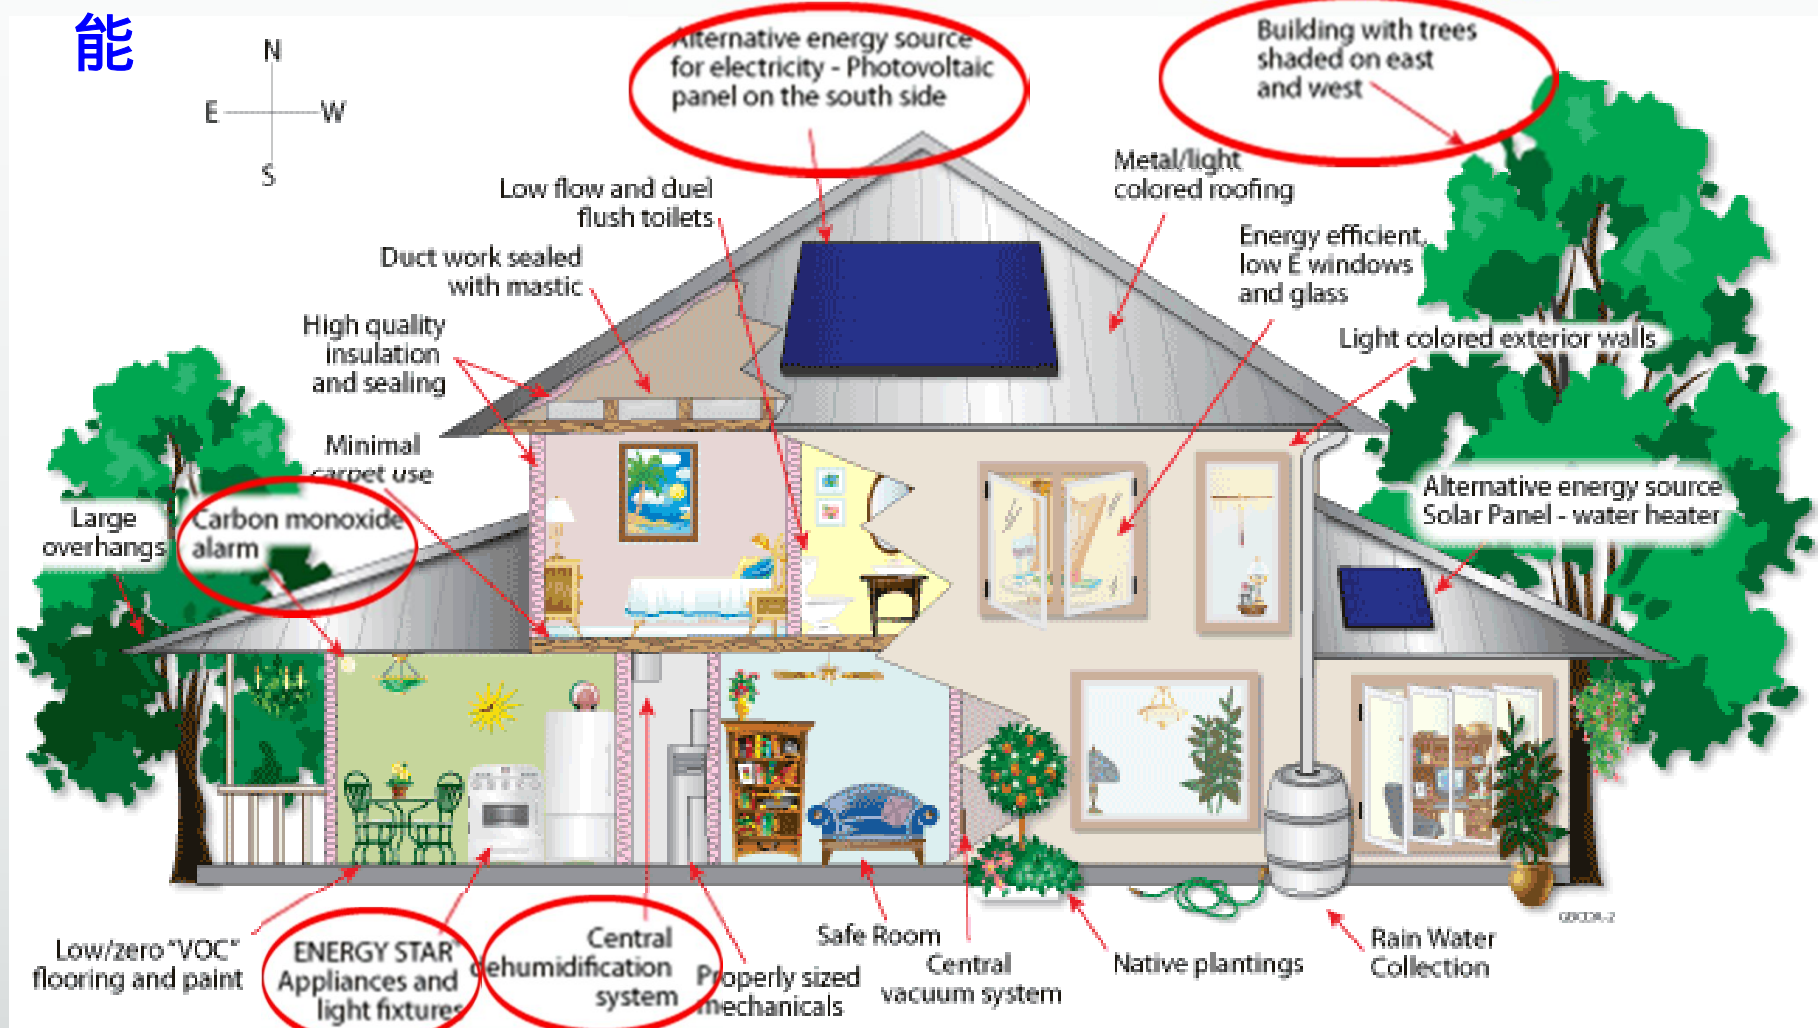 能
N
E
W
S
Alternative energy source
for electricity - Photovoltaic
panel on the south side
Building with trees
shaded on east
and west
Metal/light
colored roofing
Low flow and duel
flush toilets
Energy efficient,
low E windows
and glass
Duct work sealed
with mastic
High quality
insulation
and sealing
Light colored exterior walls
Minimal
carpet use
Alternative energy source
Solar Panel - water heater
Large
overhangs
Carbon monoxide
alarm
Low/zero "VOC"
flooring and paint
ENERGY STAR
Appliances and
light fixtures
Central
dehumidification
system
Properly sized
mechanicals
Safe Room
Central
vacuum system
Native plantings
Rain Water
Collection